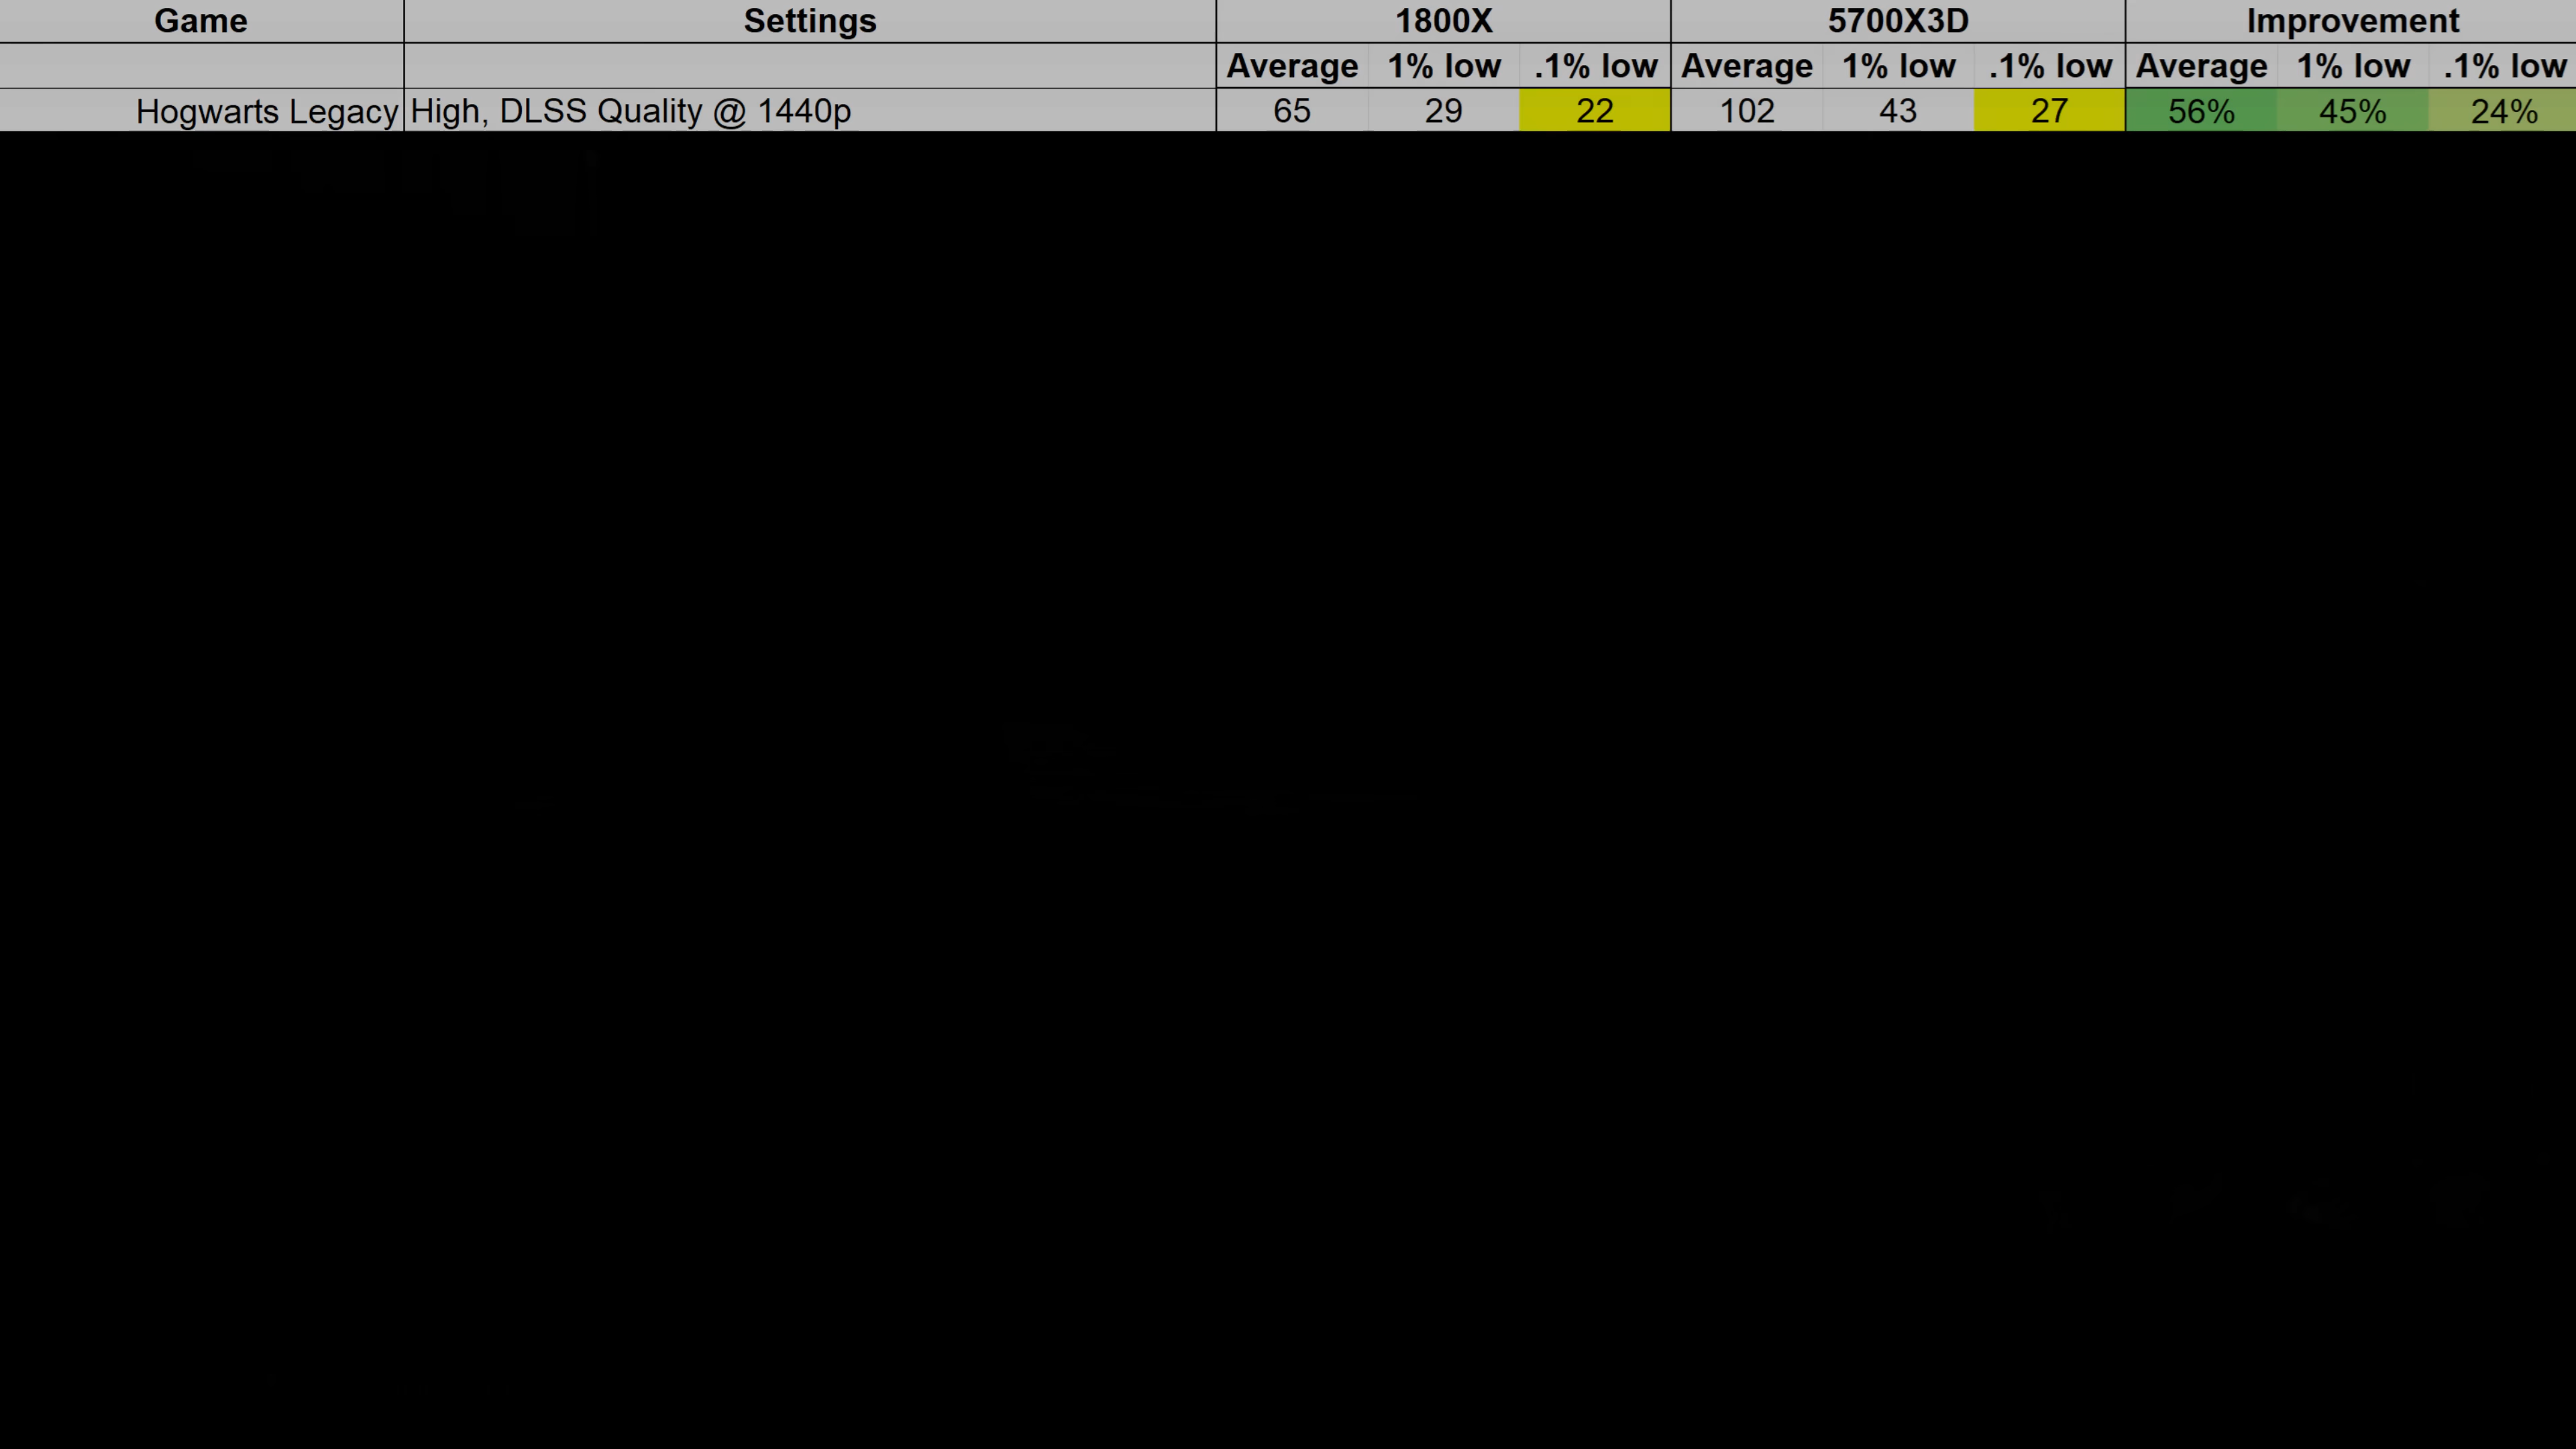 Game Settings 1800X 5700X3D Improvement
Average 1% low .1% low Average 1% low .1% low Average 1% low .1% low
Hogwarts Legacy High, DLSS Quality @ 1440p 65 29 22 102 43 27 56% 45% 24%